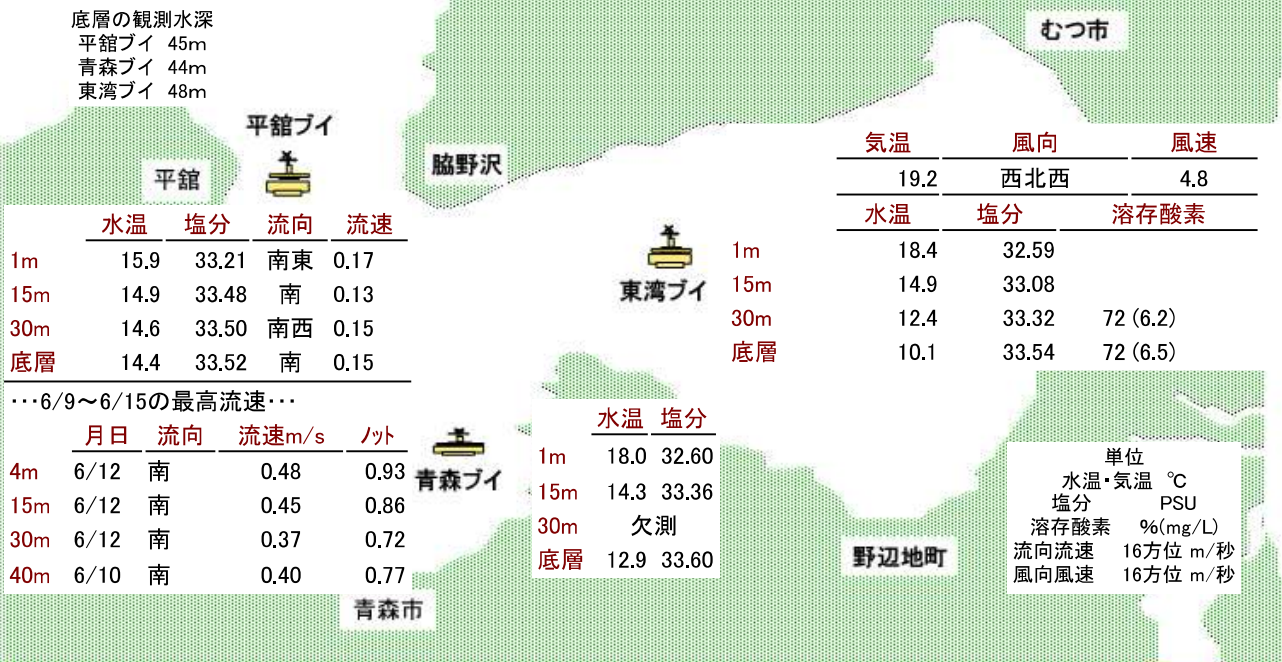 底層の観測水深
平舘ブイ 45m
青森ブイ 44m
東湾ブイ 48m
むつ市
平舘ブイ
脇野沢
平舘
水温 塩分 流向 流速
1m 15.9 33.21 南東 0.17
15m 14.9 33.48 南 0.13
30m 14.6 33.50 南西 0.15
底層 14.4 33.52 南 0.15
…6/9～6/15の最高流速…
月日 流向 流速m/s ノット
4m 6/12 南 0.48 0.93
15m 6/12 南 0.45 0.86
30m 6/12 南 0.37 0.72
40m 6/10 南 0.40 0.77
気温 風向 風速
19.2 西北西 4.8
水温 塩分 溶存酸素
1m 18.4 32.59
15m 14.9 33.08
30m 12.4 33.32 72 (6.2)
底層 10.1 33.54 72 (6.5)
東湾ブイ
青森ブイ
水温 塩分
1m 18.0 32.60
15m 14.3 33.36
30m 欠測
底層 12.9 33.60
単位
水温・気温 ℃
塩分 PSU
溶存酸素 %(mg/L)
流向流速 16方位 m/秒
風向風速 16方位 m/秒
野辺地町
青森市